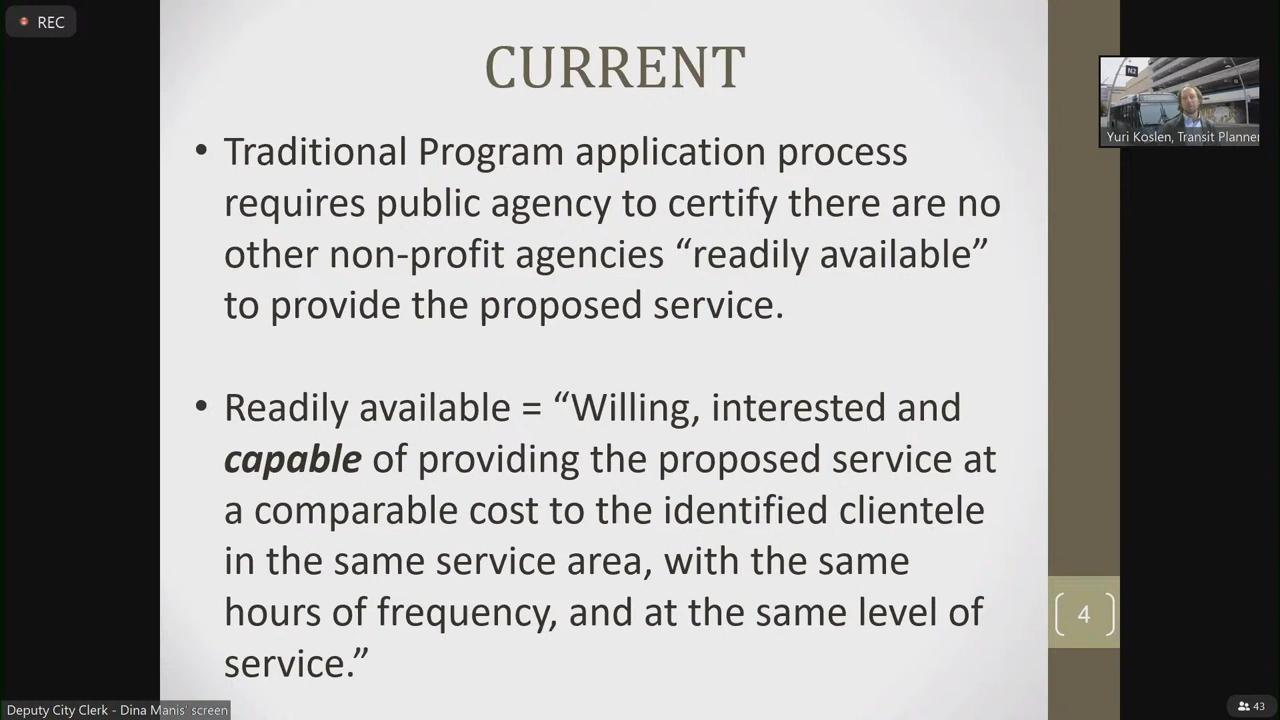 REC
CURRENT
• Traditional Program application process
requires public agency to certify there are no
other non-profit agencies “readily available”
to provide the proposed service.
• Readily available = “Willing, interested and
capable of providing the proposed service at
a comparable cost to the identified clientele
in the same service area, with the same
hours of frequency, and at the same level of
service.”
4
N2
Yuri Koslen, Transit Planner
Deputy City Clerk - Dina Manis' screen
43